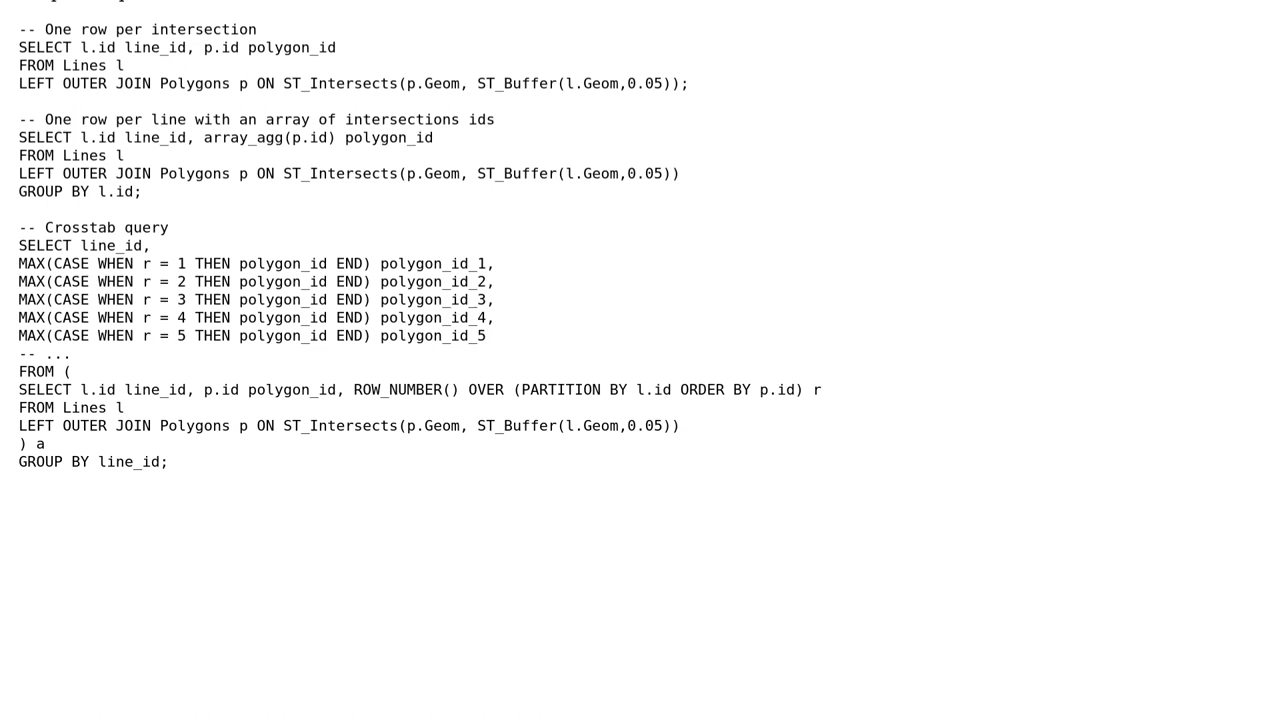 -- One row per intersection
SELECT l.id line_id, p.id polygon_id
FROM Lines l
LEFT OUTER JOIN Polygons p ON ST_Intersects(p.Geom, ST_Buffer(l.Geom,0.05));

-- One row per line with an array of intersections ids
SELECT l.id line_id, array_agg(p.id) polygon_id
FROM Lines l
LEFT OUTER JOIN Polygons p ON ST_Intersects(p.Geom, ST_Buffer(l.Geom,0.05))
GROUP BY l.id;

-- Crosstab query
SELECT line_id,
MAX(CASE WHEN r = 1 THEN polygon_id END) polygon_id_1,
MAX(CASE WHEN r = 2 THEN polygon_id END) polygon_id_2,
MAX(CASE WHEN r = 3 THEN polygon_id END) polygon_id_3,
MAX(CASE WHEN r = 4 THEN polygon_id END) polygon_id_4,
MAX(CASE WHEN r = 5 THEN polygon_id END) polygon_id_5
-- ...
FROM (
SELECT l.id line_id, p.id polygon_id, ROW_NUMBER() OVER (PARTITION BY l.id ORDER BY p.id) r
FROM Lines l
LEFT OUTER JOIN Polygons p ON ST_Intersects(p.Geom, ST_Buffer(l.Geom,0.05))
) a
GROUP BY line_id;